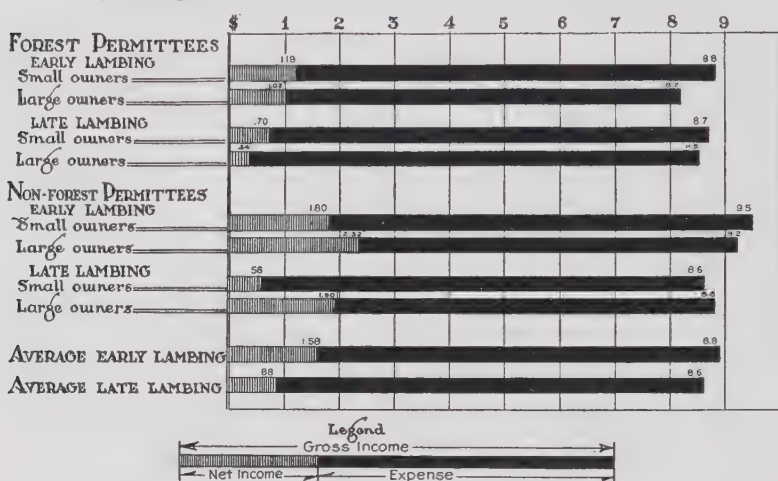 $ 1 2 3 4 5 6 7 8 9
FOREST PERMITTEES
EARLY LAMBING 1.19 8.8
Small owners
Large owners 1.02 8.2
LATE LAMBING .70 8.7
Small owners
Large owners .34 8.5
NON-FOREST PERMITTEES
EARLY LAMBING 1.80 9.5
Small owners
Large owners 2.32 9.2
LATE LAMBING 56 8.6
Small owners
Large owners 1.90 8.8
AVERAGE EARLY LAMBING 1.58 8.9
AVERAGE LATE LAMBING 88 8.6
Legend
Gross Income
Net Income Expense